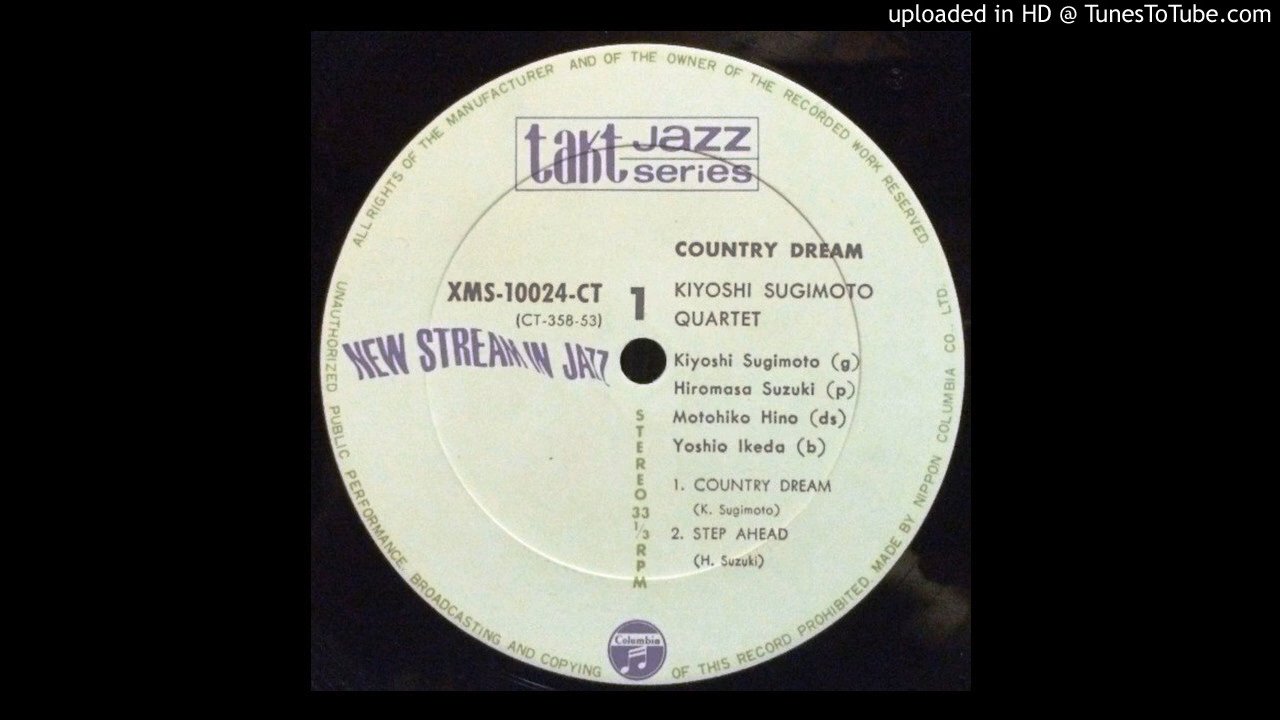 uploaded in HD @ TunesToTube.com
ALL RIGHTS OF THE MANUFACTURER AND OF THE OWNER OF THE RECORDED WORK RESERVED
takt jazz
series
COUNTRY DREAM
XMS-10024-CT
(CT-358-53)
1
KIYOSHI SUGIMOTO
QUARTET
NEW STREAM IN JAZZ
Kiyoshi Sugimoto (g)
Hiromasa Suzuki (p)
Motohiko Hino (ds)
Yoshio Ikeda (b)
STEREO 33 1/3 RPM
1. COUNTRY DREAM
(K. Sugimoto)
2. STEP AHEAD
(H. Suzuki)
Columbia
UNAUTHORIZED PUBLIC PERFORMANCE. BROADCASTING AND COPYING OF THIS RECORD PROHIBITED. MADE BY NIPPON COLUMBIA CO., LTD.